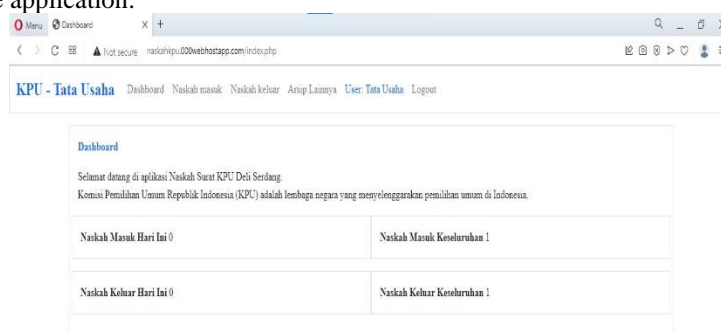 e application.
Menu Dashboard
Not secure naskahkpu.000webhostapp.com/index.php
KPU - Tata Usaha Dashboard Naskah masuk Naskah keluar Arsip Lainnya User: Tata Usaha Logout
Dashboard
Selamat datang di aplikasi Naskah Surat KPU Deli Serdang.
Komisi Pemilihan Umum Republik Indonesia (KPU) adalah lembaga negara yang menyelenggarakan pemilihan umum di Indonesia.
Naskah Masuk Hari Ini 0 Naskah Masuk Keseluruhan 1
Naskah Keluar Hari Ini 0 Naskah Keluar Keseluruhan 1